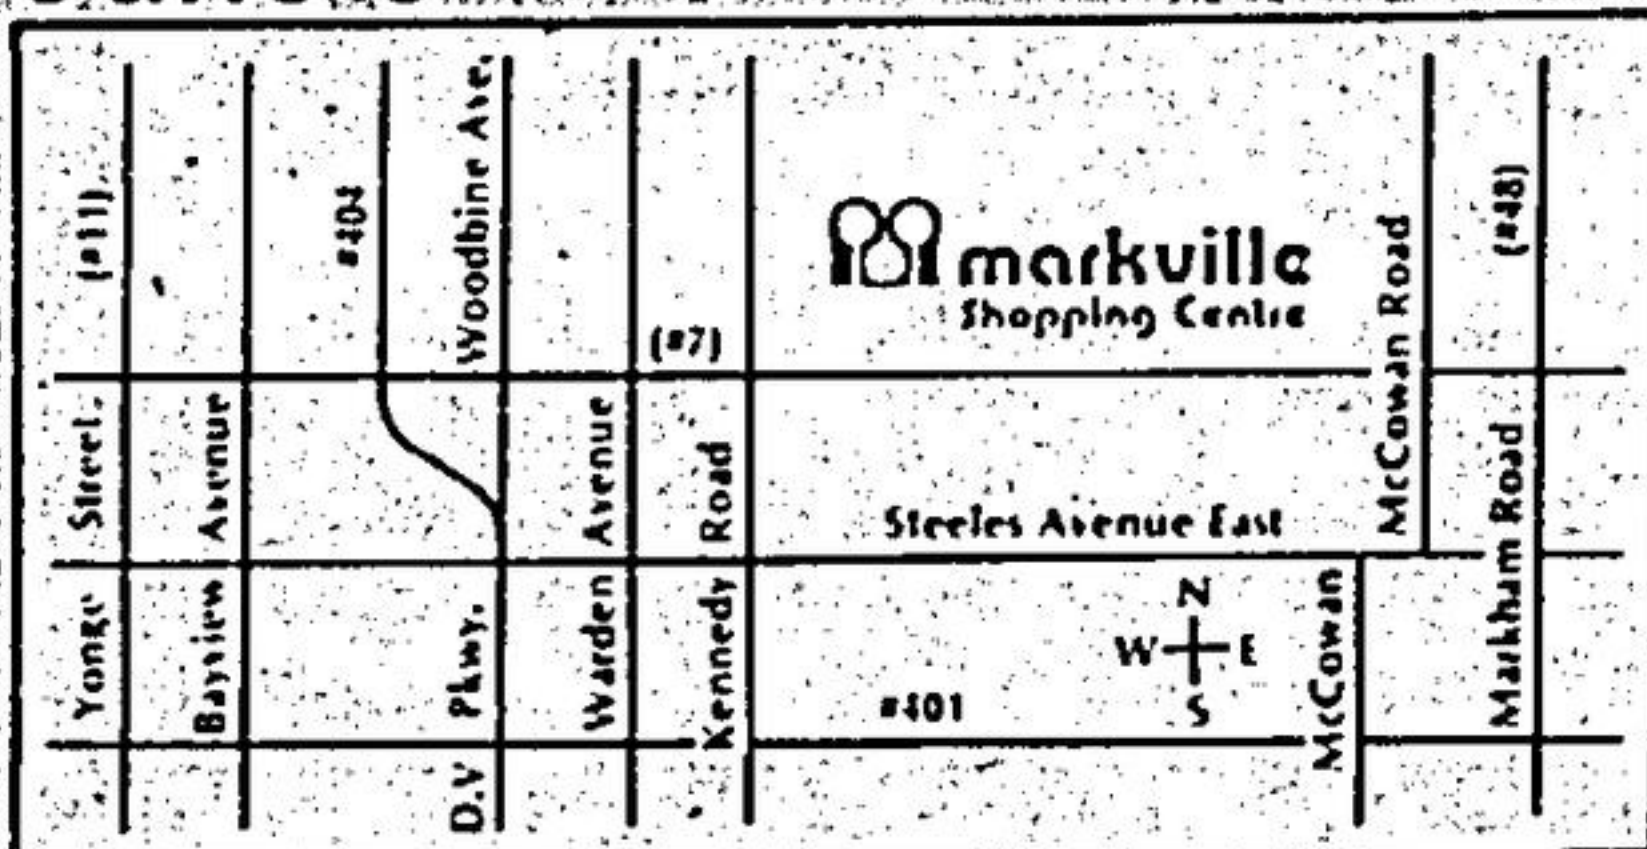 Yonge Street (#11)
Bayview Avenue
#404
D.V Pkwy.
Woodbine Ave.
Warden Avenue
Kennedy Road
(#7)
markville
Shopping Centre
Steeles Avenue East
#401
N
W E
S
McCowan
McCowan Road
Markham Road (#48)